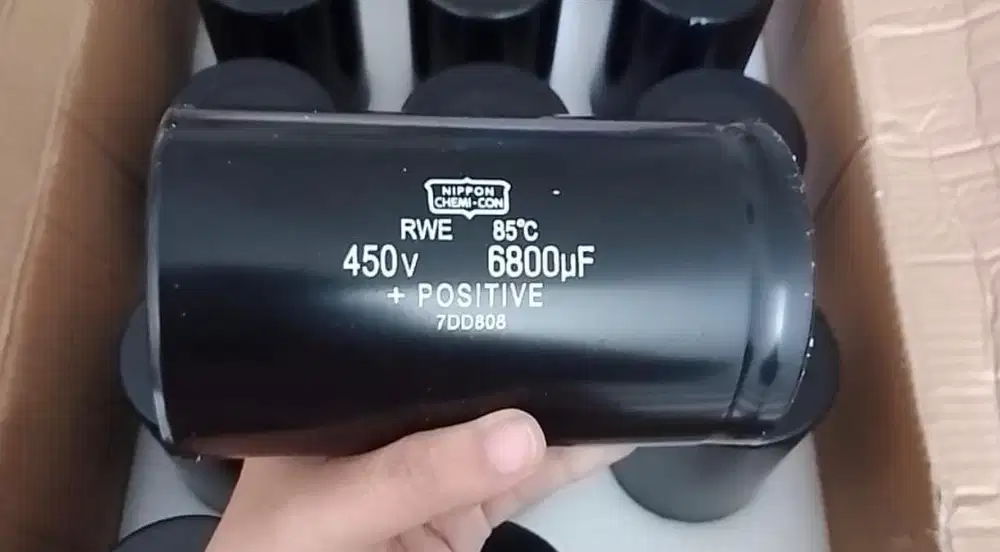 NIPPON
CHEMI-CON
RWE 85°C
450V 6800µF
+ POSITIVE
7DD808